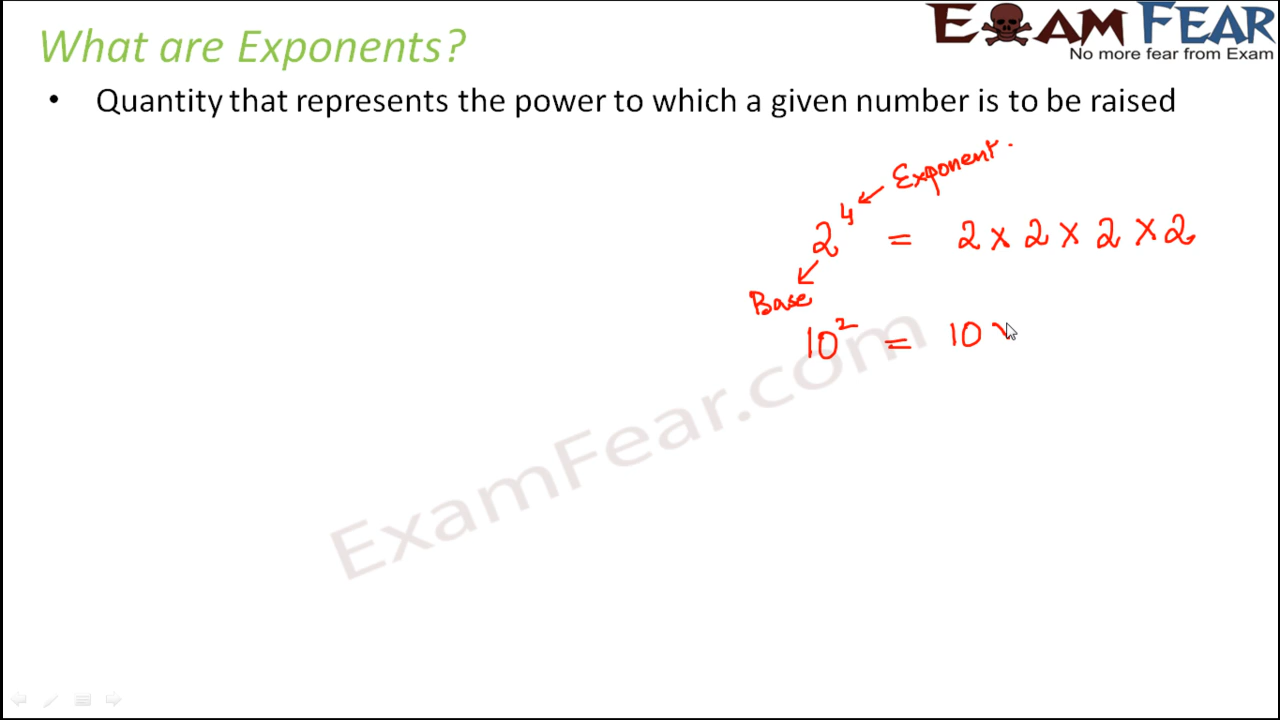 What are Exponents?
EXAM FEAR
No more fear from Exam
• Quantity that represents the power to which a given number is to be raised
Exponent.
2⁴ = 2 × 2 × 2 × 2
Base
10² = 10 ×
ExamFear.com